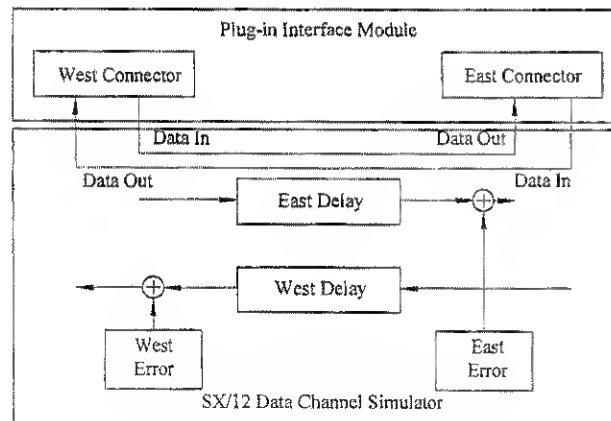 Plug-in Interface Module
West Connector
East Connector
Data In
Data Out
Data Out
Data In
East Delay
West Delay
West
Error
East
Error
SX/12 Data Channel Simulator